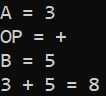 A = 3
OP = +
B = 5
3 + 5 = 8